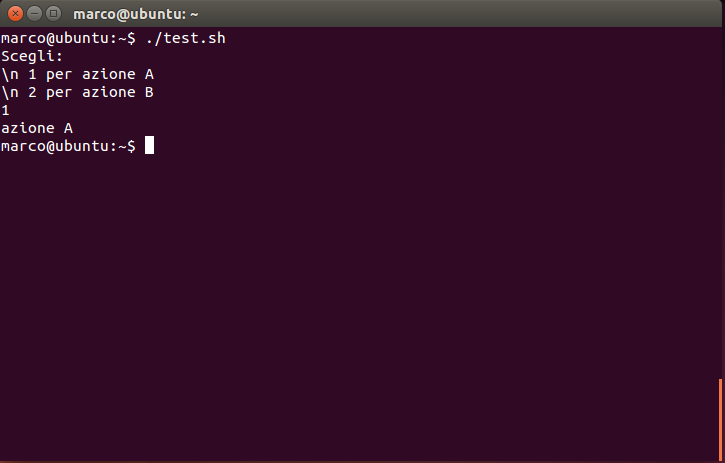 marco@ubuntu: ~
marco@ubuntu:~$ ./test.sh
Scegli:
\n 1 per azione A
\n 2 per azione B
1
azione A
marco@ubuntu:~$